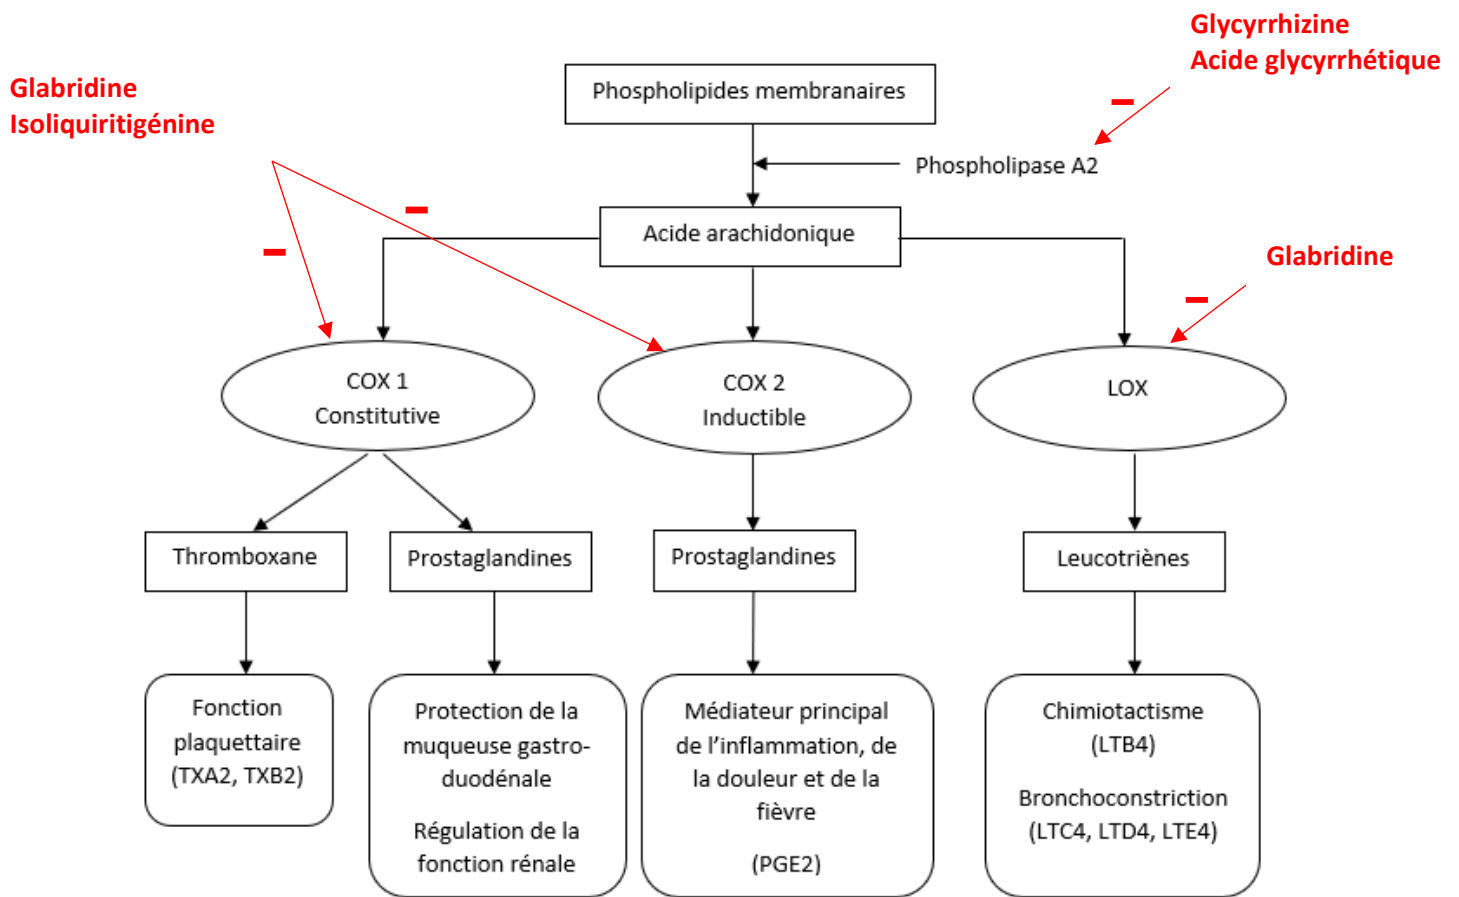 Glycyrrhizine
Acide glycyrrhétique
Glabridine
Isoliquiritigénine
Phospholipides membranaires
–
Phospholipase A2
–
–
Acide arachidonique
Glabridine
–
COX 1
Constitutive
COX 2
Inductible
LOX
Thromboxane
Prostaglandines
Prostaglandines
Leucotriènes
Fonction
plaquettaire
(TXA2, TXB2)
Protection de la
muqueuse gastro-
duodénale
Régulation de la
fonction rénale
Médiateur principal
de l’inflammation, de
la douleur et de la
fièvre
(PGE2)
Chimiotactisme
(LTB4)
Bronchoconstriction
(LTC4, LTD4, LTE4)